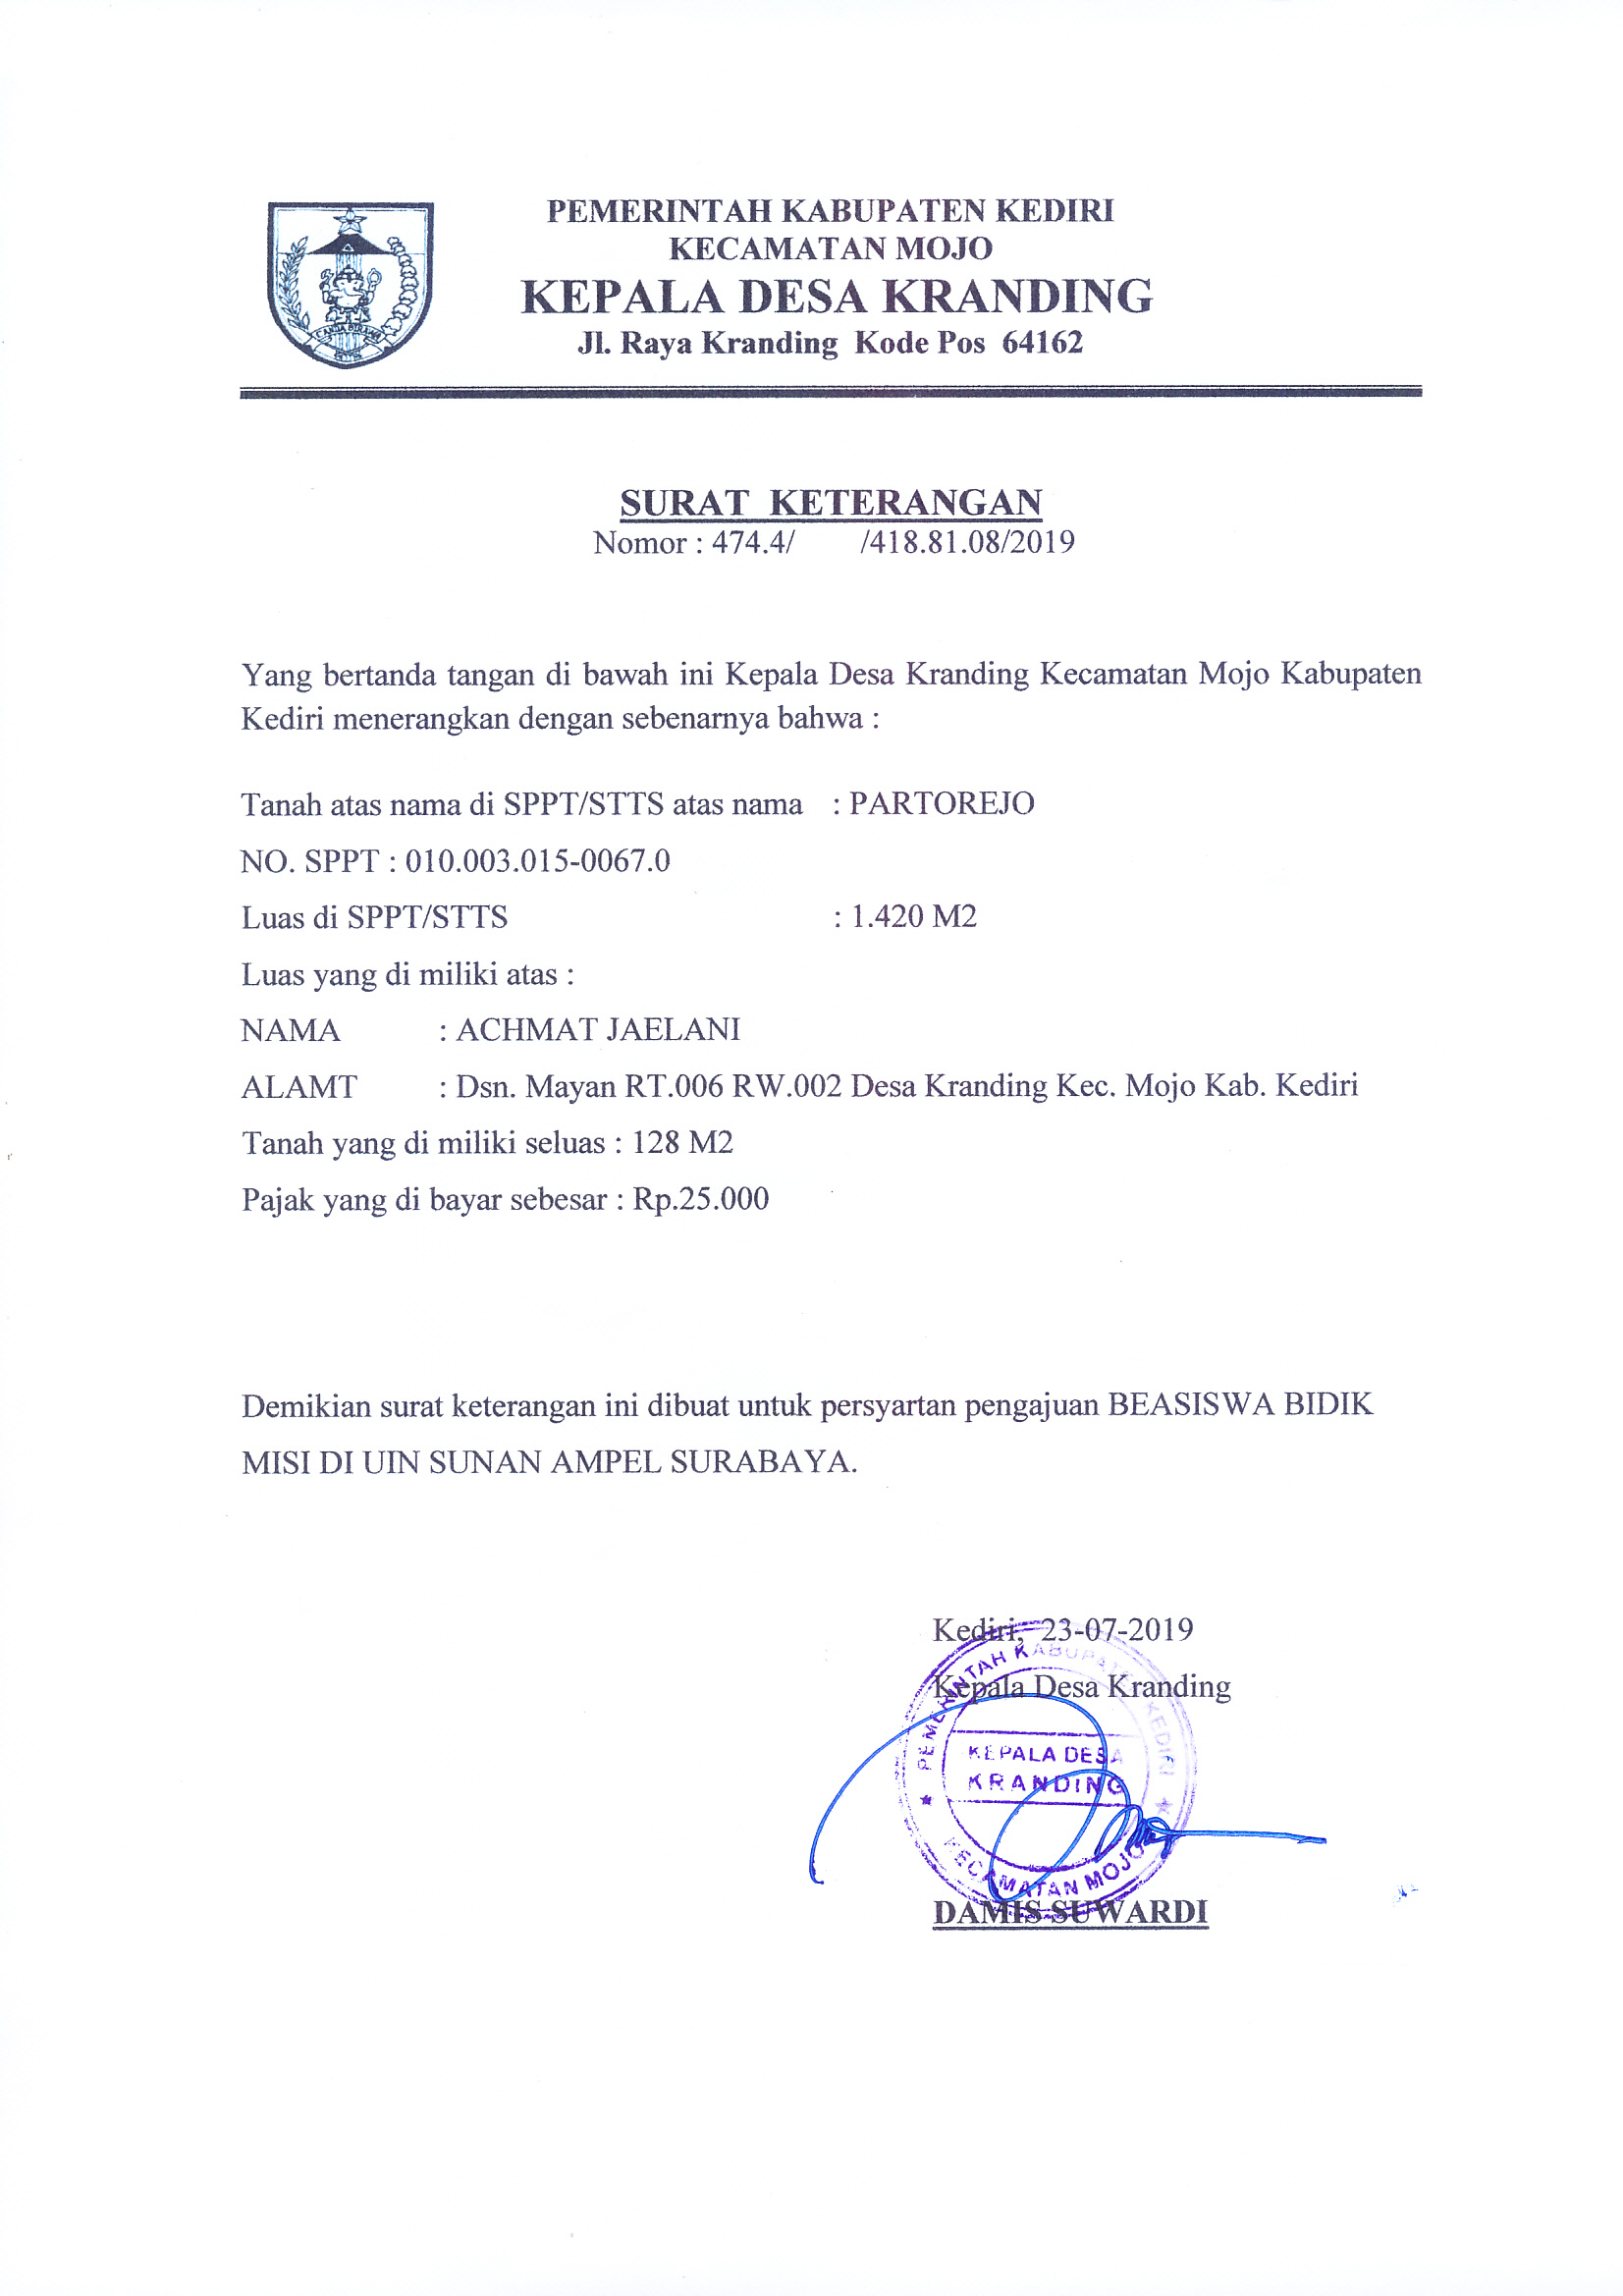 PEMERINTAH KABUPATEN KEDIRI
KECAMATAN MOJO
KEPALA DESA KRANDING
Jl. Raya Kranding Kode Pos 64162
SURAT KETERANGAN
Nomor : 474.4/ /418.81.08/2019
Yang bertanda tangan di bawah ini Kepala Desa Kranding Kecamatan Mojo Kabupaten
Kediri menerangkan dengan sebenarnya bahwa :
Tanah atas nama di SPPT/STTS atas nama : PARTOREJO
NO. SPPT : 010.003.015-0067.0
Luas di SPPT/STTS : 1.420 M2
Luas yang di miliki atas :
NAMA : ACHMAT JAELANI
ALAMT : Dsn. Mayan RT.006 RW.002 Desa Kranding Kec. Mojo Kab. Kediri
Tanah yang di miliki seluas : 128 M2
Pajak yang di bayar sebesar : Rp.25.000
Demikian surat keterangan ini dibuat untuk persyartan pengajuan BEASISWA BIDIK
MISI DI UIN SUNAN AMPEL SURABAYA.
Kediri, 23-07-2019
Kepala Desa Kranding
PEMERINTAH KABUPATEN KEDIRI
KEPALA DESA
KRANDING
KECAMATAN MOJO
DAMIS SUWARDI